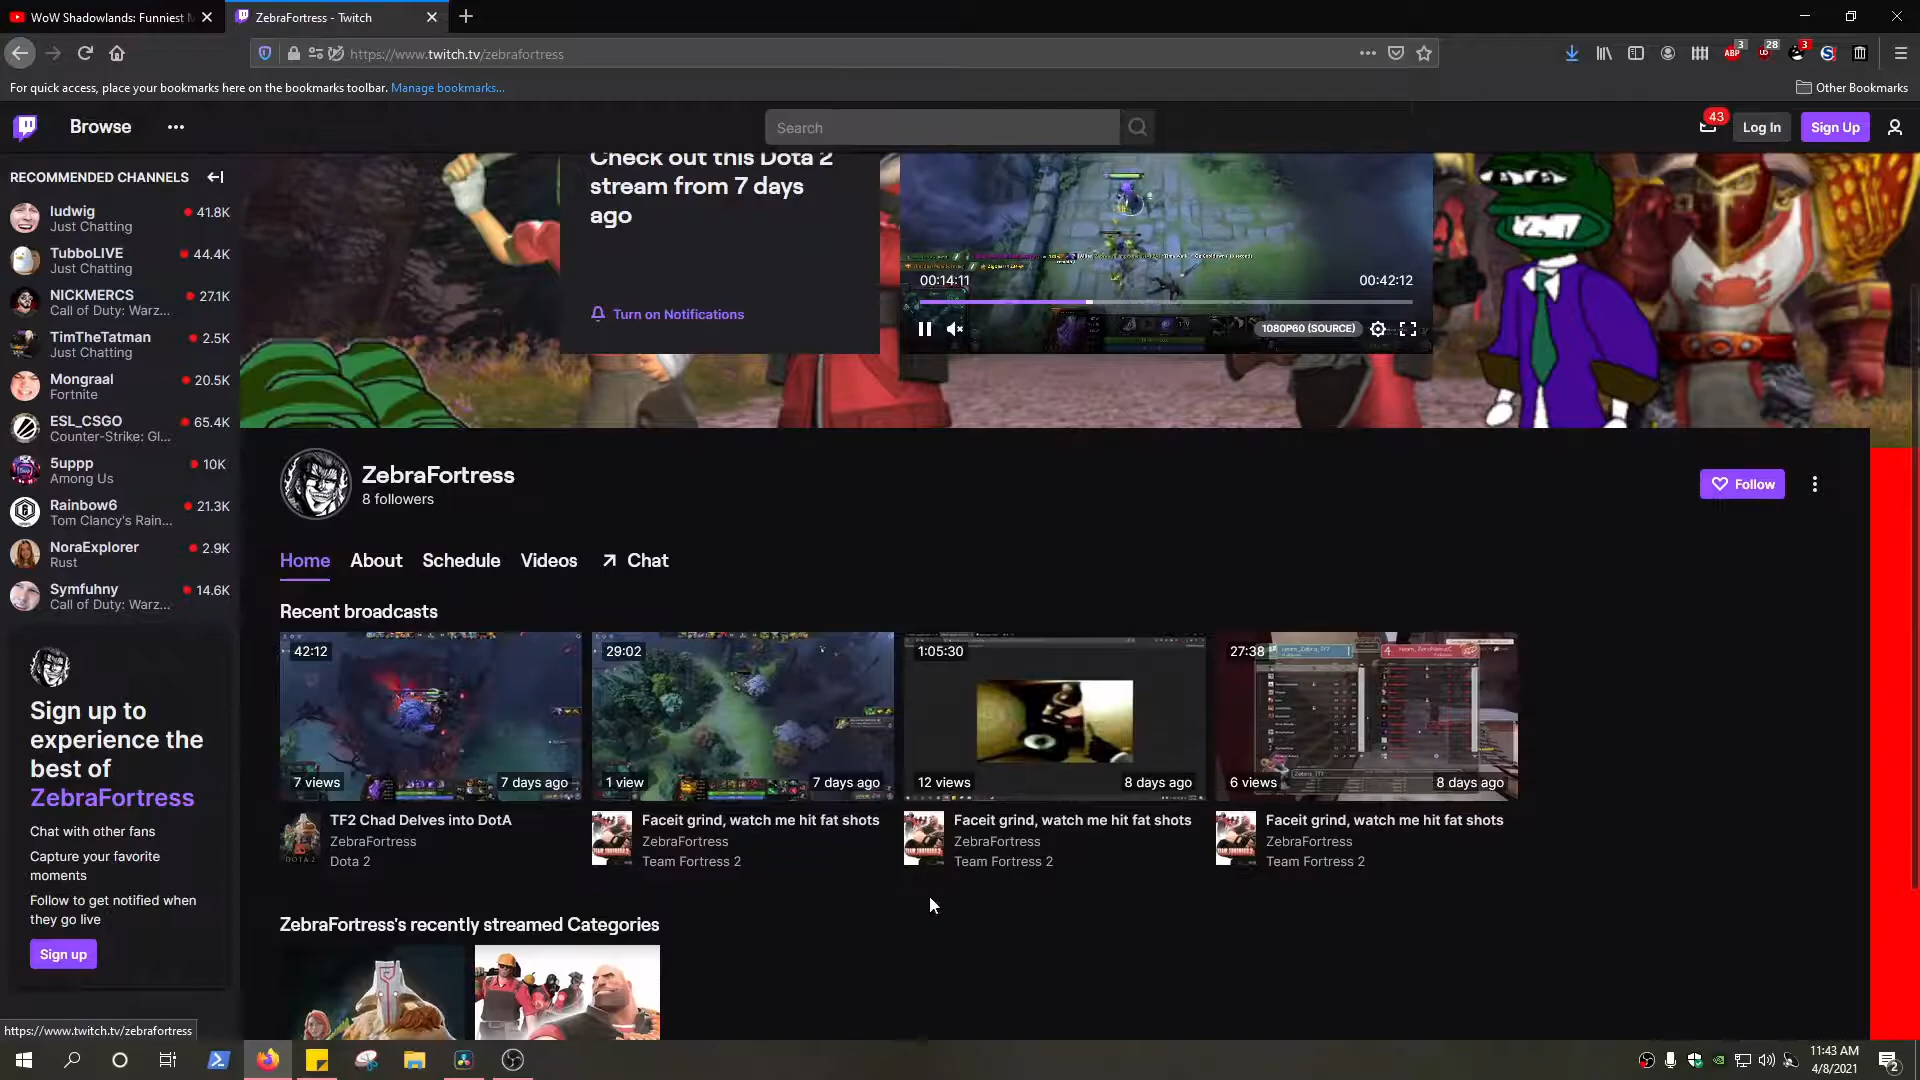 WoW Shadowlands: Funniest M
ZebraFortress - Twitch
https://www.twitch.tv/zebrafortress
3
28
3
ABP
For quick access, place your bookmarks here on the bookmarks toolbar. Manage bookmarks...
Other Bookmarks
Browse
Search
43
Log In
Sign Up
RECOMMENDED CHANNELS
ludwig
41.8K
Just Chatting
TubboLIVE
44.4K
Just Chatting
NICKMERCS
27.1K
Call of Duty: Warz...
TimTheTatman
2.5K
Just Chatting
Mongraal
20.5K
Fortnite
ESL_CSGO
65.4K
Counter-Strike: Gl...
5uppp
10K
Among Us
Rainbow6
21.3K
Tom Clancy's Rain...
NoraExplorer
2.9K
Rust
Symfuhny
14.6K
Call of Duty: Warz...
Sign up to
experience the
best of
ZebraFortress
Chat with other fans
Capture your favorite
moments
Follow to get notified when
they go live
Sign up
Check out this Dota 2
stream from 7 days
ago
Turn on Notifications
00:14:11
00:42:12
1080P60 (SOURCE)
ZebraFortress
8 followers
Follow
Home
About
Schedule
Videos
Chat
Recent broadcasts
42:12
7 views
7 days ago
TF2 Chad Delves into DotA
ZebraFortress
Dota 2
29:02
1 view
7 days ago
Faceit grind, watch me hit fat shots
ZebraFortress
Team Fortress 2
1:05:30
12 views
8 days ago
Faceit grind, watch me hit fat shots
ZebraFortress
Team Fortress 2
27:38
6 views
8 days ago
Faceit grind, watch me hit fat shots
ZebraFortress
Team Fortress 2
ZebraFortress's recently streamed Categories
https://www.twitch.tv/zebrafortress
11:43 AM
4/8/2021
2